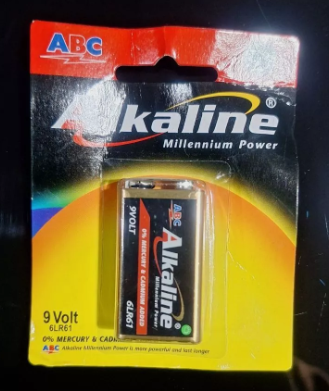 ABC
Alkaline®
Millennium Power
9VOLT
6LR61
0% MERCURY & CADMIUM ADDED
ABC
Alkaline
Millennium Power
9 Volt
6LR61
0% MERCURY & CADM
ABC Alkaline Millennium Power is more powerful and last longer